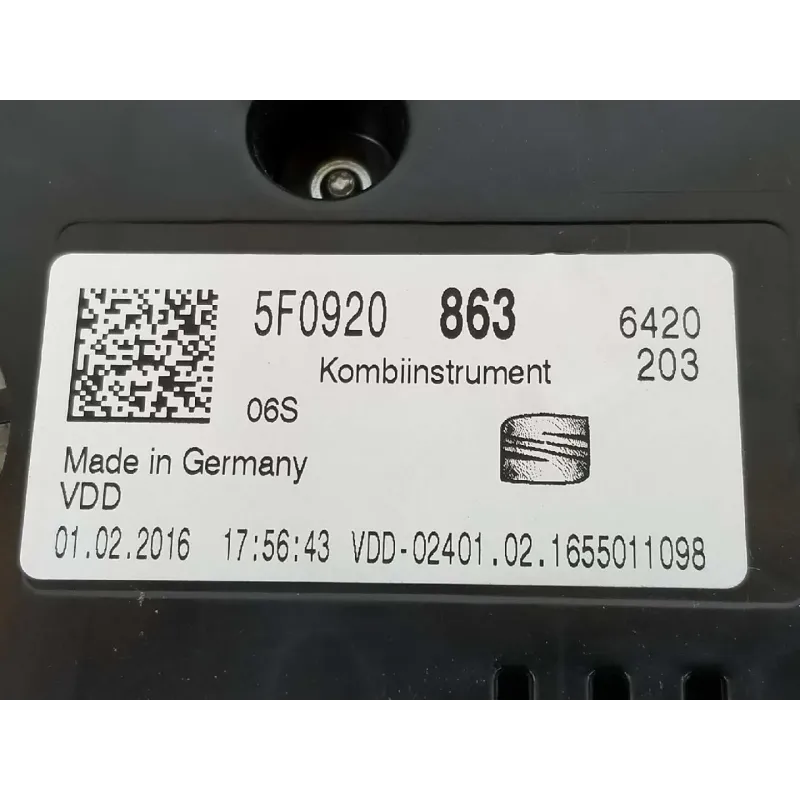 5F0920 863 6420
Kombiinstrument 203
06S
Made in Germany
VDD
01.02.2016 17:56:43 VDD-02401.02.1655011098